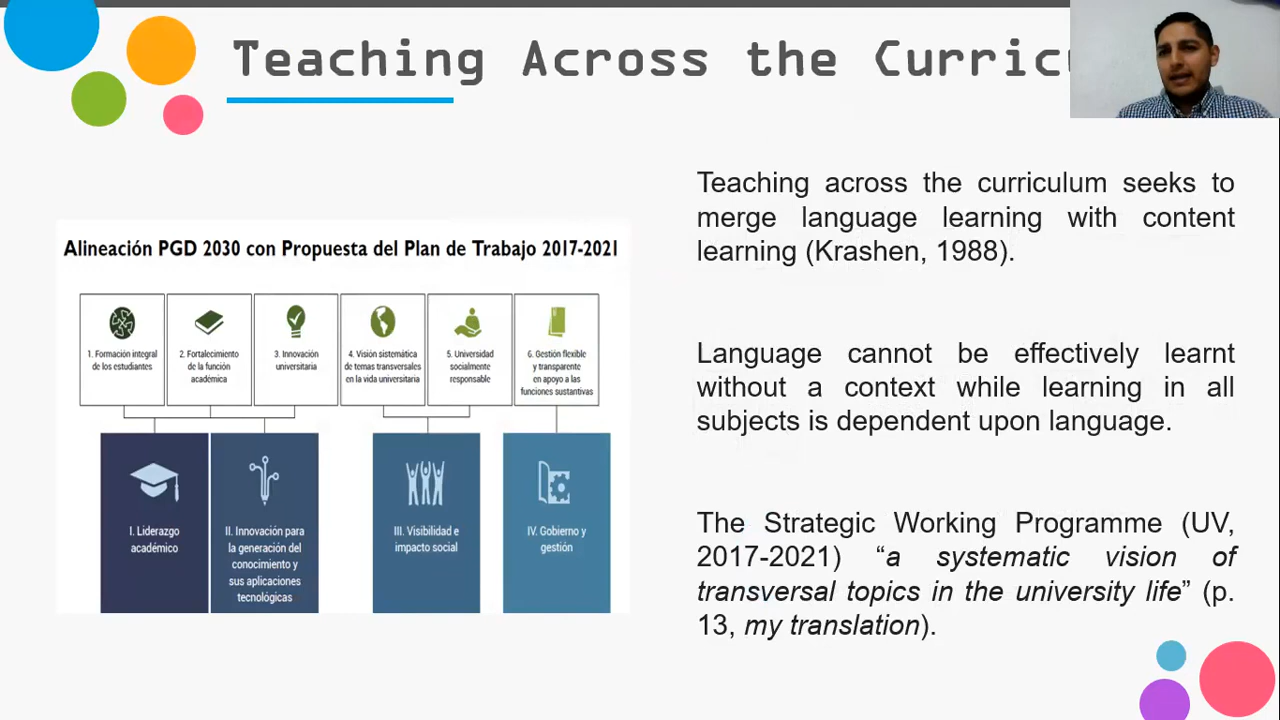 Teaching Across the Curric
Alineación PGD 2030 con Propuesta del Plan de Trabajo 2017-2021
1. Formación integral
de los estudiantes
2. Fortalecimiento
de la función
académica
3. Innovación
universitaria
4. Visión sistemática
de temas transversales
en la vida universitaria
5. Universidad
socialmente
responsable
6. Gestión flexible
y transparente
en apoyo a las
funciones sustantivas
I. Liderazgo
académico
II. Innovación para
la generación del
conocimiento y
sus aplicaciones
tecnológicas
III. Visibilidad e
impacto social
IV. Gobierno y
gestión
Teaching across the curriculum seeks to
merge language learning with content
learning (Krashen, 1988).
Language cannot be effectively learnt
without a context while learning in all
subjects is dependent upon language.
The Strategic Working Programme (UV,
2017-2021) “a systematic vision of
transversal topics in the university life” (p.
13, my translation).